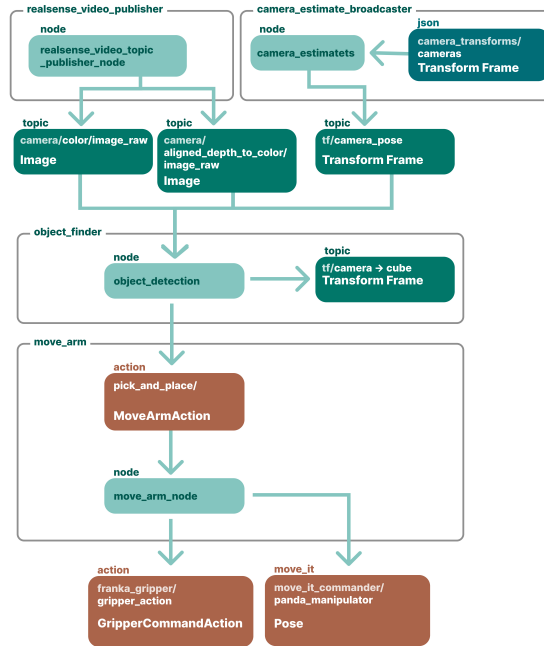 realsense_video_publisher
node
realsense_video_topic
_publisher_node
camera_estimate_broadcaster
node
camera_estimatets
json
camera_transforms/
cameras
Transform Frame
topic
camera/color/image_raw
Image
topic
camera/
aligned_depth_to_color/
image_raw
Image
topic
tf/camera_pose
Transform Frame
object_finder
node
object_detection
topic
tf/camera → cube
Transform Frame
move_arm
action
pick_and_place/
MoveArmAction
node
move_arm_node
action
franka_gripper/
gripper_action
GripperCommandAction
move_it
move_it_commander/
panda_manipulator
Pose